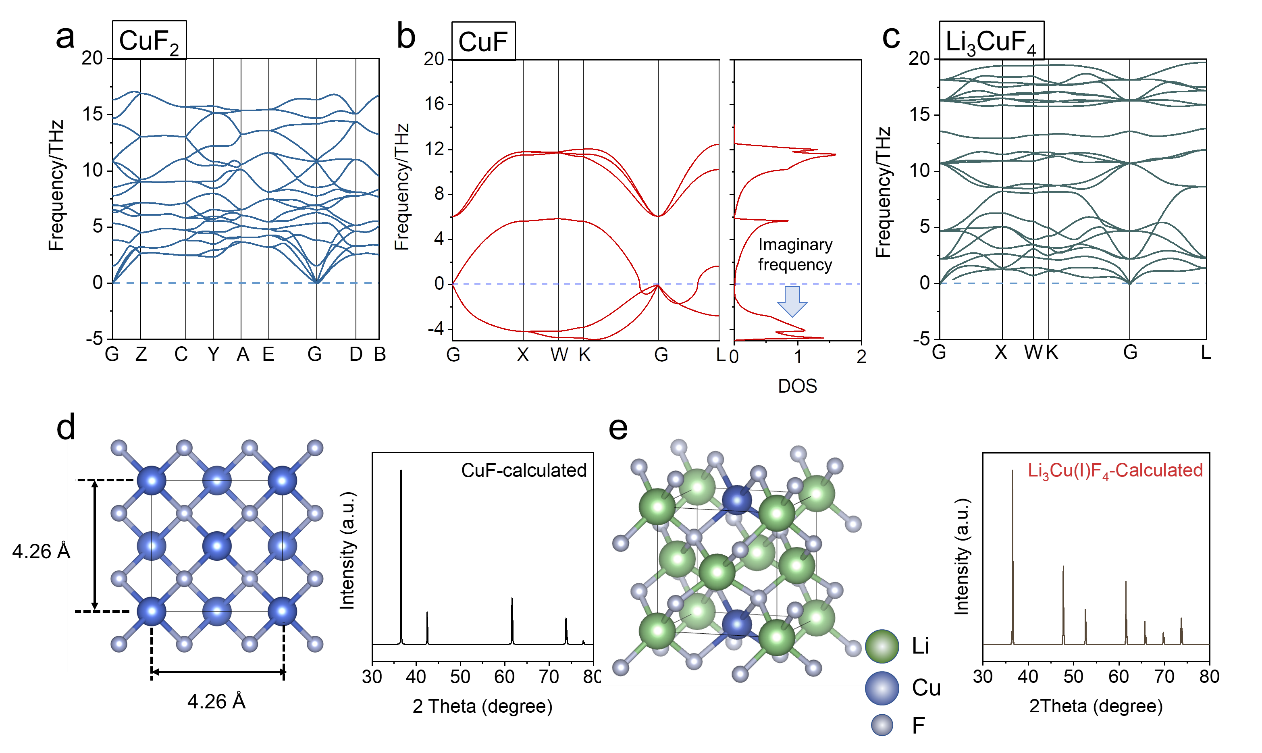 a
CuF₂
Frequency/THz
20
15
10
5
0
-5
G Z C Y A E G D B
b
CuF
Frequency/THz
20
16
12
8
4
0
-4
G X W K G L
Imaginary
frequency
0 1 2
DOS
c
Li₃CuF₄
Frequency/THz
20
15
10
5
0
-5
G X W K G L
d
4.26 Å
4.26 Å
CuF-calculated
Intensity (a.u.)
30 40 50 60 70 80
2 Theta (degree)
e
Li
Cu
F
Li₃Cu(I)F₄-Calculated
Intensity (a.u.)
30 40 50 60 70 80
2Theta (degree)